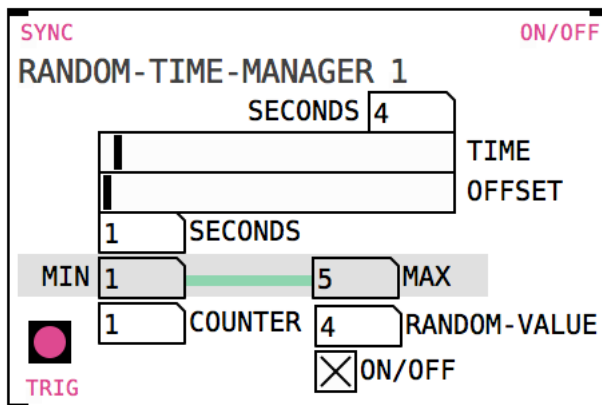 SYNC ON/OFF
RANDOM-TIME-MANAGER 1
SECONDS 4
TIME
OFFSET
1 SECONDS
MIN 1 5 MAX
1 COUNTER 4 RANDOM-VALUE
ON/OFF
TRIG